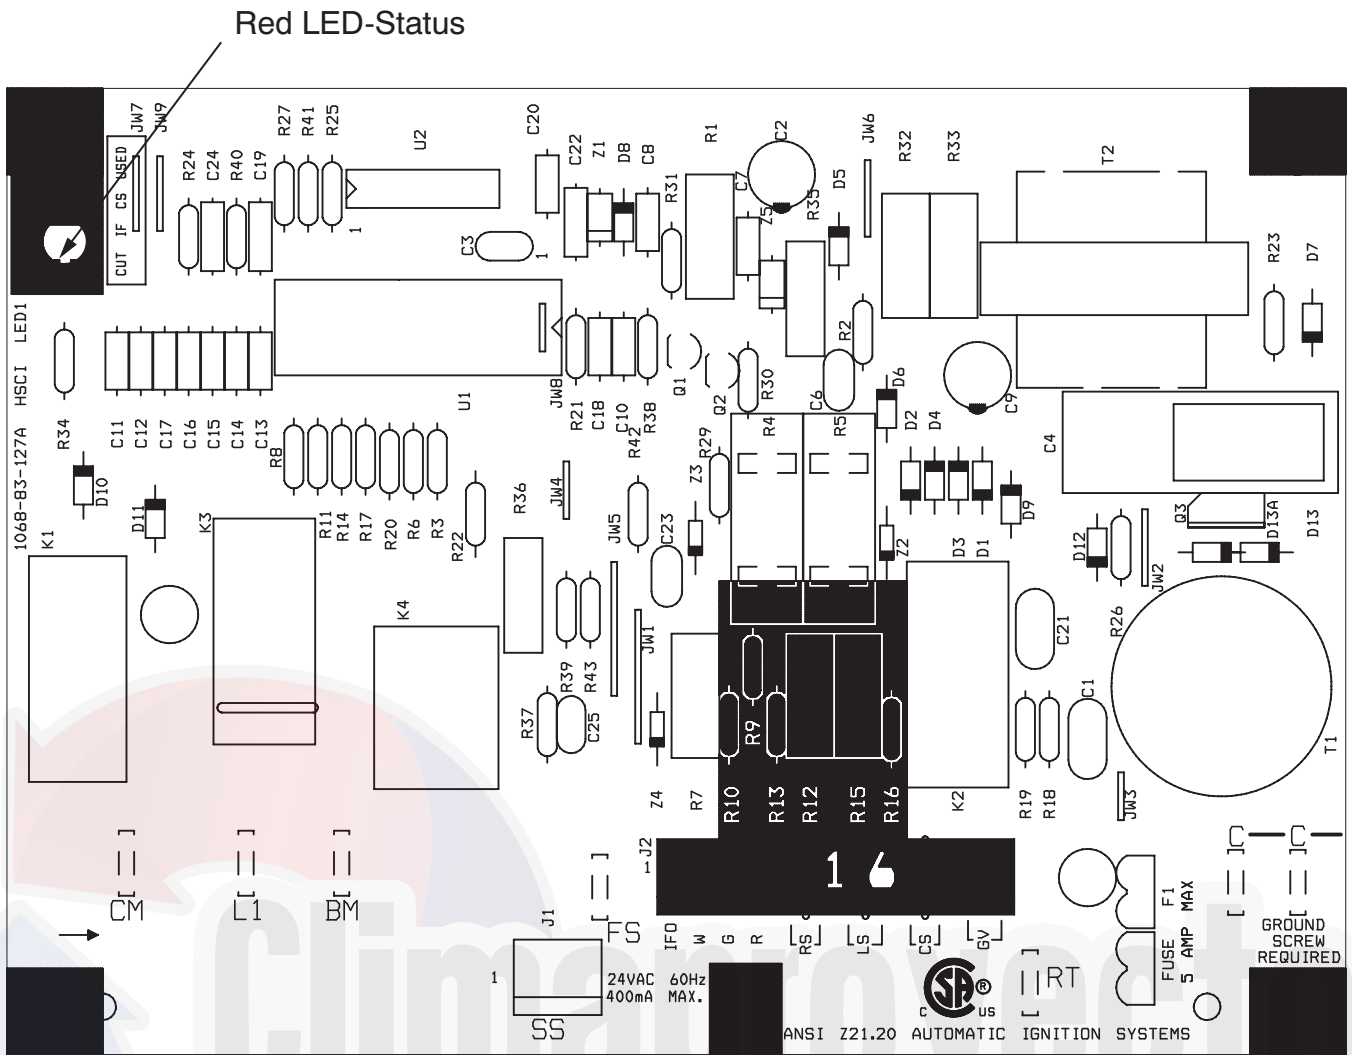 Red LED-Status
JW7
JW9
CUT IF CS USED
R27
R41
R25
U2
C20
C22
Z1
D8
C8
R1
C2
JW6
R32
R33
T2
R24
C24
R40
C19
R31
C7
Z5
R35
D5
R23
D7
1
C3
1
1068-83-127A HSCI LED1
R34
C11
C12
C17
C16
C15
C14
C13
U1
JW8
R21
C18
C10
R38
Q1
Q2
R30
C6
R2
D6
C9
C4
D10
D11
K3
K1
R8
R11
R14
R17
R20
R6
R3
R22
R36
JW4
JW5
R42
C23
Z3
R29
R4
R5
D2
D4
Z2
D3
D1
D9
Q3
D13A
D13
D12
JW2
R26
K4
R39
R43
JW1
R37
C25
C21
C1
T1
Z4
R7
R10
R9
R13
R12
R15
R16
K2
R19
R18
JW3
J2
1
16
C
C
CM
L1
BM
J1
FS
IFO
W
G
R
RS
LS
CS
GV
FUSE F1
5 AMP MAX
GROUND
SCREW
REQUIRED
1
SS
24VAC 60Hz
400mA MAX.
CSA
®
C US
RT
ANSI Z21.20 AUTOMATIC IGNITION SYSTEMS
Climaproyecto